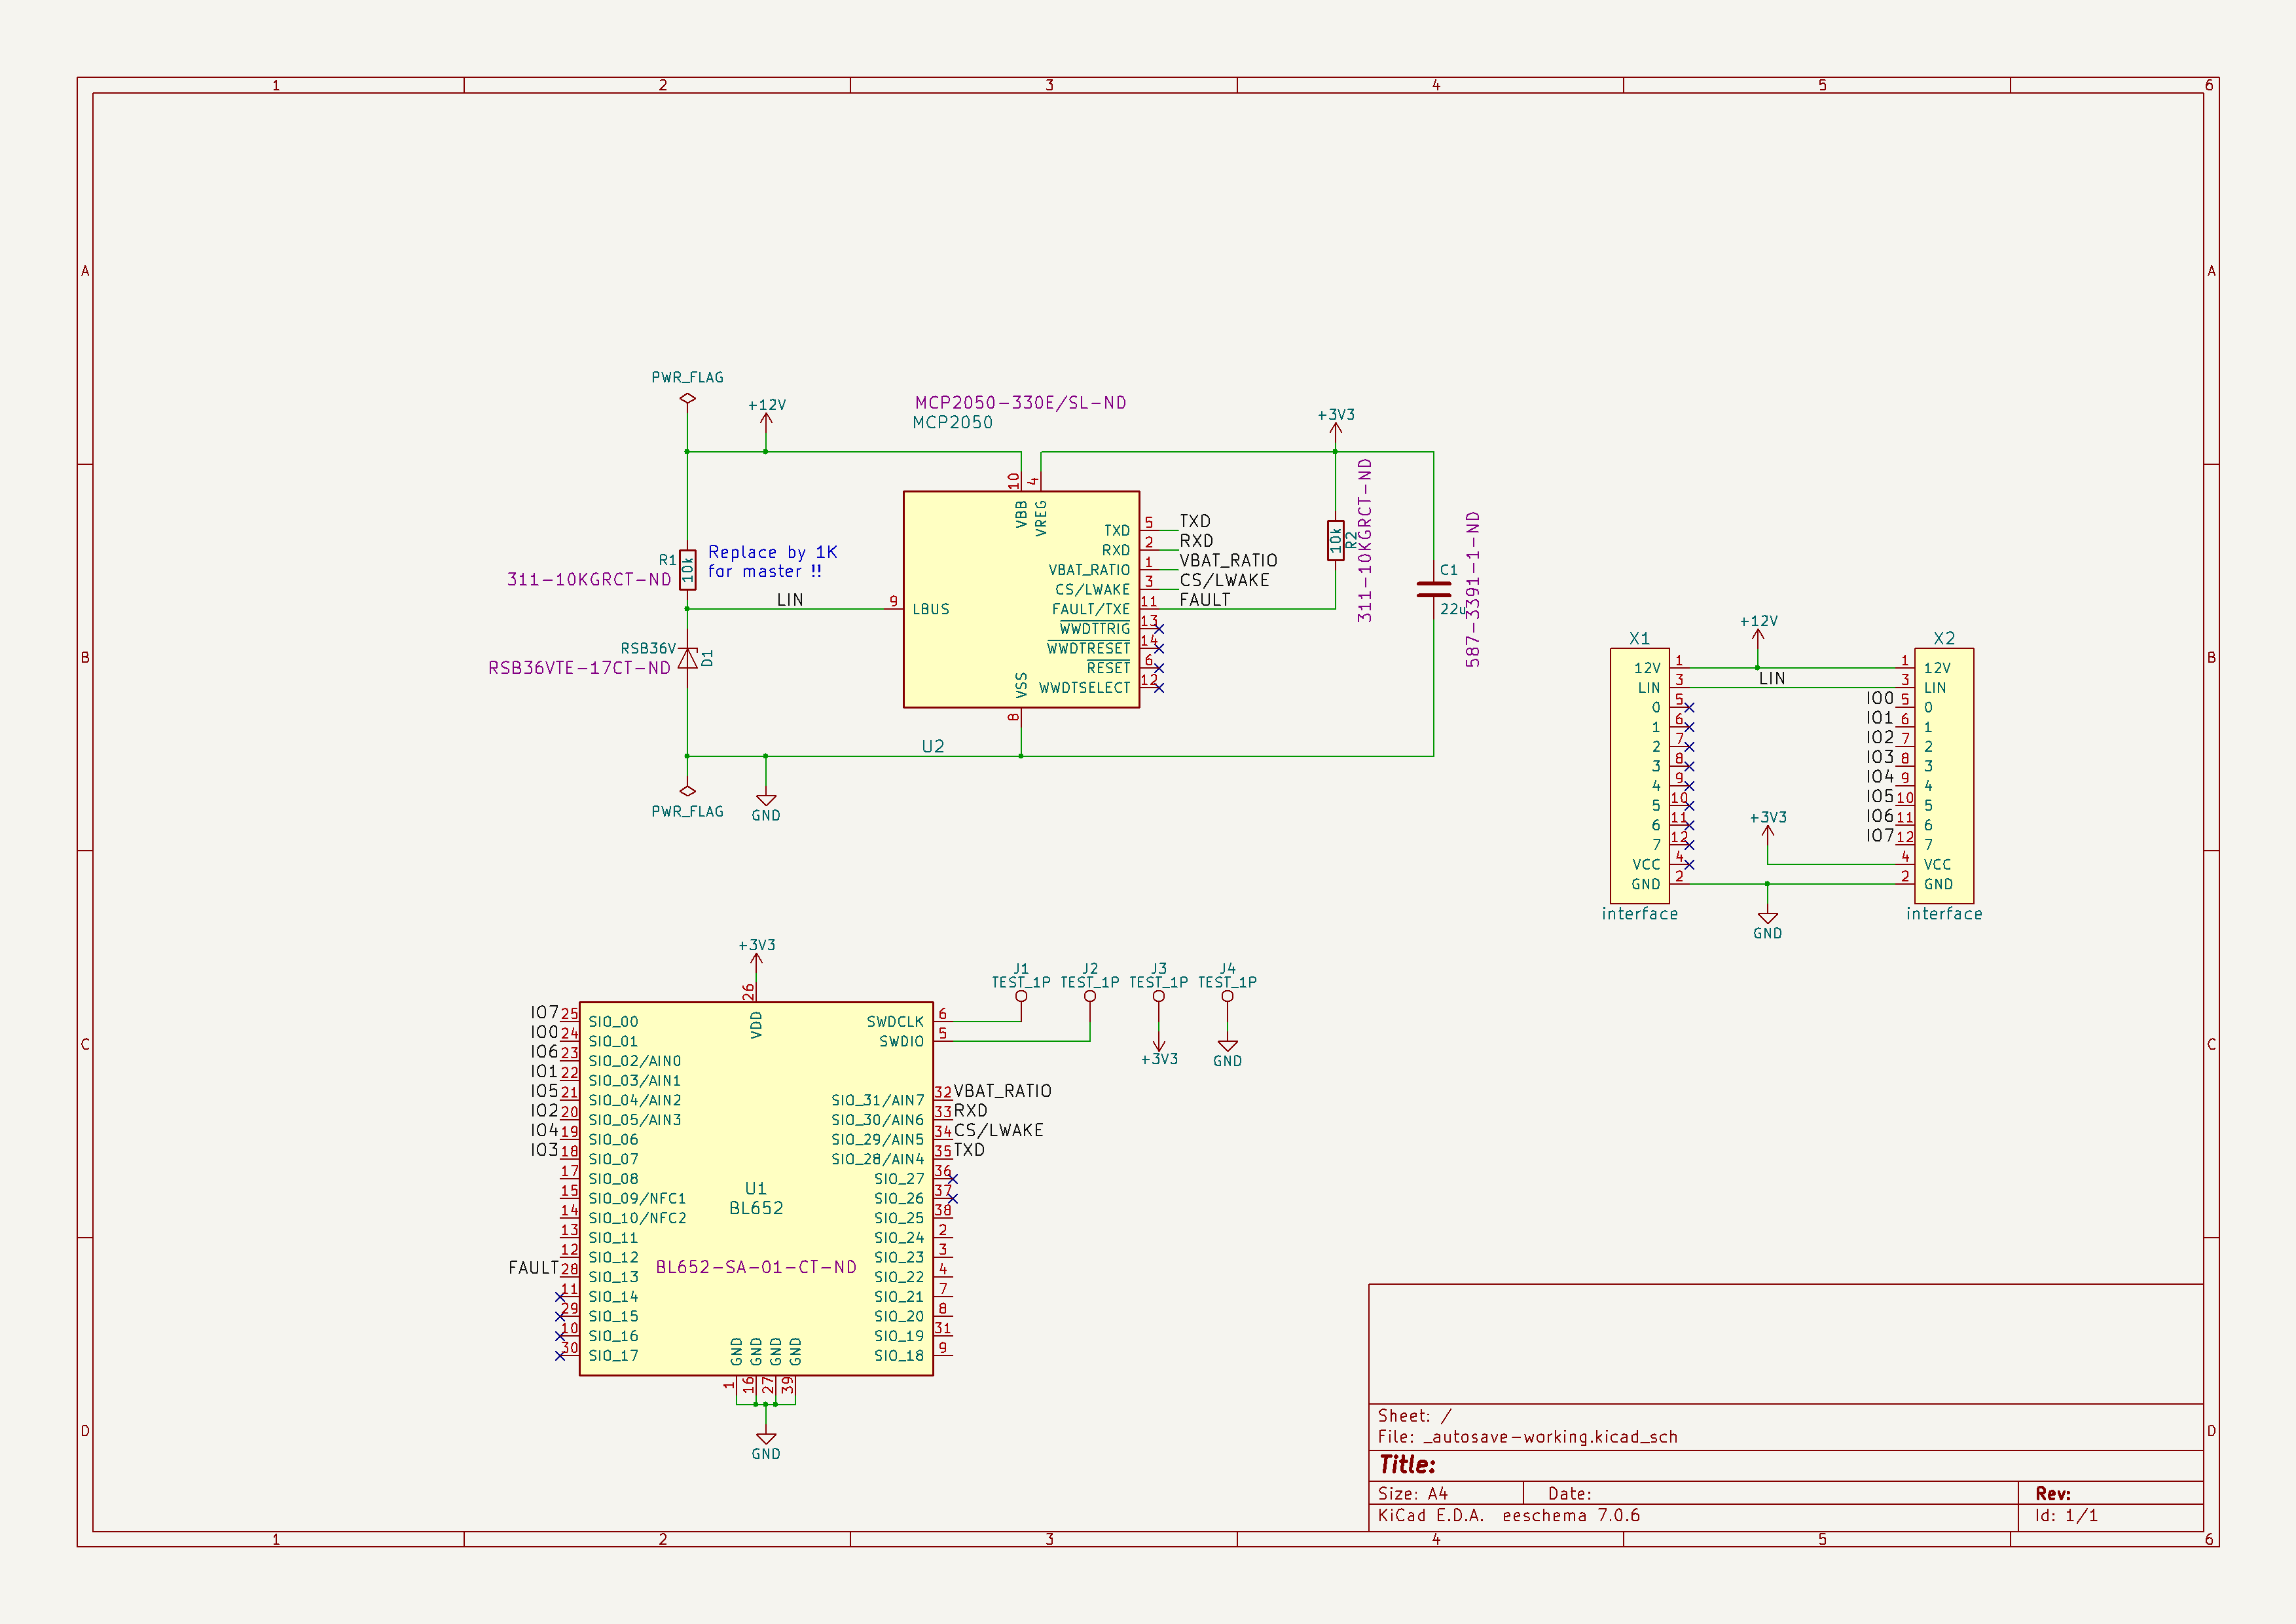 1 2 3 4 5 6
A A
B B
C C
D D
PWR_FLAG
+12V
MCP2050-330E/SL-ND
MCP2050
+3V3
10 VBB
4 VREG
R1 10k
311-10KGRCT-ND
Replace by 1K
for master !!
LIN
9 LBUS
TXD 5 TXD
RXD 2 RXD
VBAT_RATIO 1 VBAT_RATIO
CS/LWAKE 3 CS/LWAKE
FAULT/TXE 11 FAULT
WWDTTRIG 13
WWDTRESET 14
RESET 6
WWDTSELECT 12
VSS 8
U2
10k R2
311-10KGRCT-ND
C1
22u
587-3391-1-ND
RSB36V
D1
RSB36VTE-17CT-ND
PWR_FLAG
GND
+12V
X1
X2
12V 1
LIN 3
0 5
1 6
2 7
3 8
4 9
5 10
6 11
7 12
VCC 4
GND 2
interface
LIN
+3V3
GND
1 12V
3 LIN
IO0 5 0
IO1 6 1
IO2 7 2
IO3 8 3
IO4 9 4
IO5 10 5
IO6 11 6
IO7 12 7
4 VCC
2 GND
interface
+3V3
26 VDD
J1
TEST_1P
J2
TEST_1P
J3
TEST_1P
J4
TEST_1P
+3V3
GND
IO7 25 SIO_00
IO0 24 SIO_01
IO6 23 SIO_02/AIN0
IO1 22 SIO_03/AIN1
IO5 21 SIO_04/AIN2
IO2 20 SIO_05/AIN3
IO4 19 SIO_06
IO3 18 SIO_07
17 SIO_08
15 SIO_09/NFC1
14 SIO_10/NFC2
13 SIO_11
12 SIO_12
FAULT 28 SIO_13
11 SIO_14
29 SIO_15
10 SIO_16
30 SIO_17
U1
BL652
BL652-SA-01-CT-ND
SWDCLK 6
SWDIO 5
SIO_31/AIN7 32 VBAT_RATIO
SIO_30/AIN6 33 RXD
SIO_29/AIN5 34 CS/LWAKE
SIO_28/AIN4 35 TXD
SIO_27 36
SIO_26 37
SIO_25 38
SIO_24 2
SIO_23 3
SIO_22 4
SIO_21 7
SIO_20 8
SIO_19 31
SIO_18 9
GND GND GND GND
1 16 27 39
GND
Sheet: /
File: _autosave-working.kicad_sch
Title:
Size: A4 Date: Rev:
KiCad E.D.A. eeschema 7.0.6 Id: 1/1
1 2 3 4 5 6